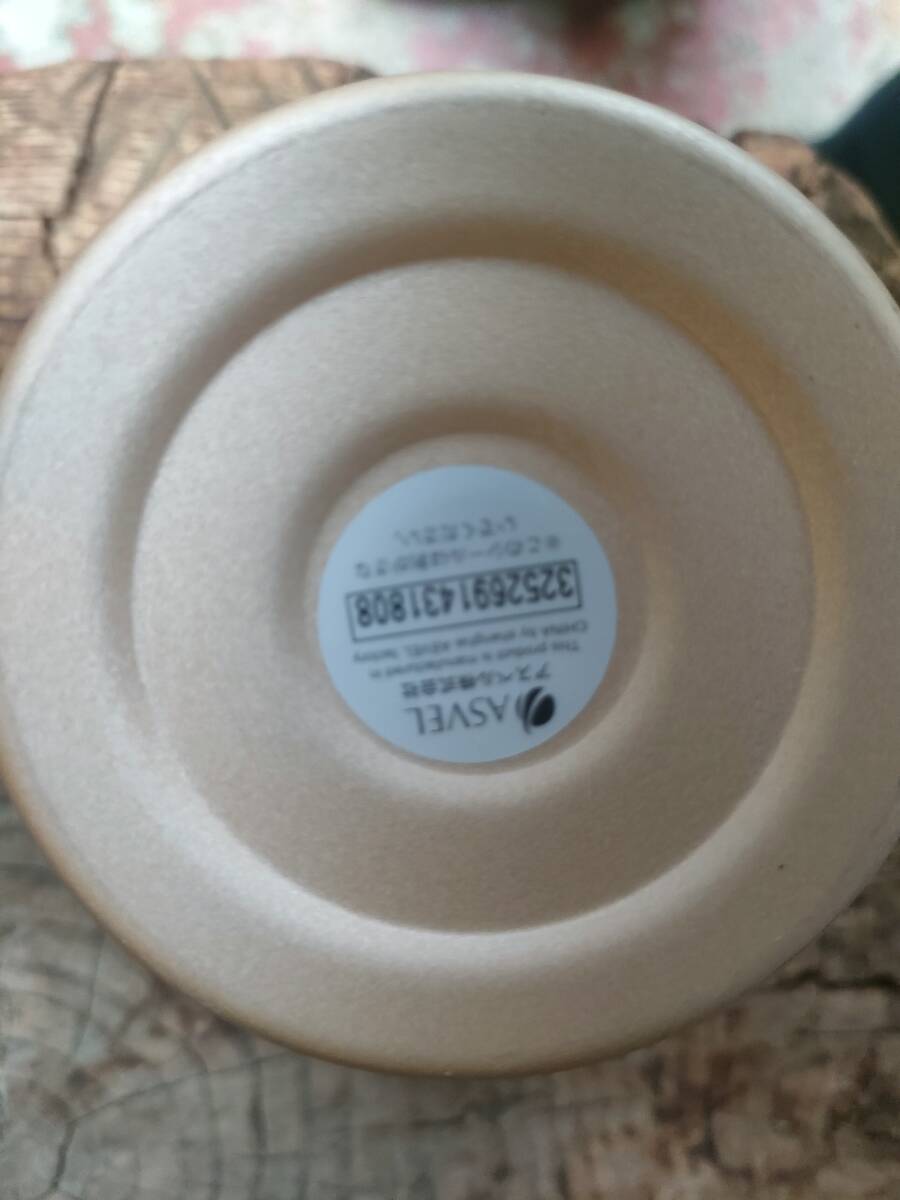 ASVEL
アスベル株式会社
This product is manufactured in
CHINA by shanghai ASVEL factory
3252691431808
※このシールは剥がさな
いでください